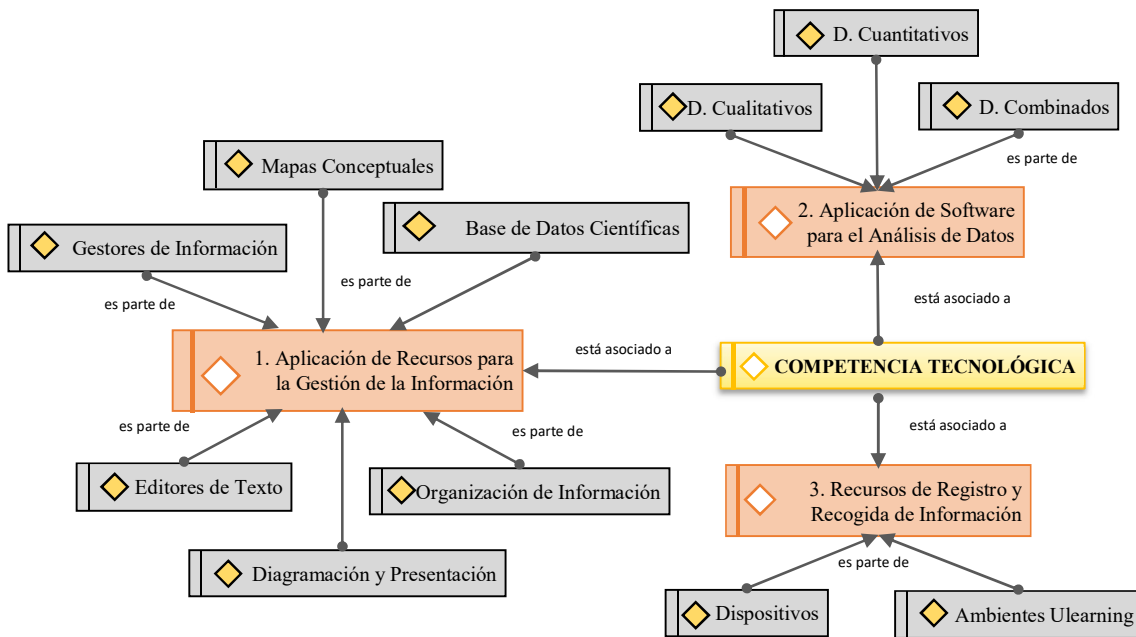 D. Cuantitativos
D. Cualitativos
D. Combinados
es parte de
Mapas Conceptuales
Gestores de Información
Base de Datos Científicas
2. Aplicación de Software
para el Análisis de Datos
es parte de
es parte de
está asociado a
1. Aplicación de Recursos para
la Gestión de la Información
está asociado a
COMPETENCIA TECNOLÓGICA
es parte de
es parte de
está asociado a
Editores de Texto
Organización de Información
3. Recursos de Registro y
Recogida de Información
Diagramación y Presentación
es parte de
Dispositivos
Ambientes Ulearning